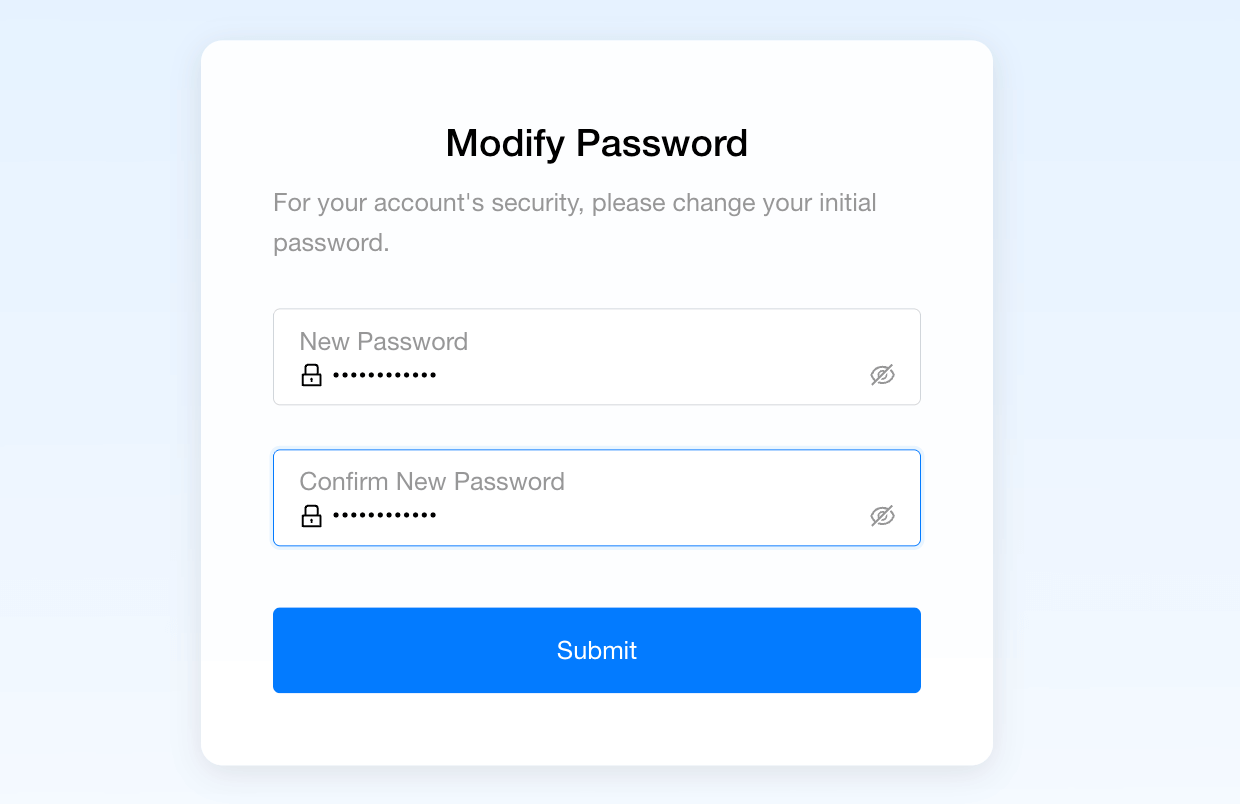 Modify Password
For your account's security, please change your initial
password.
New Password
••••••••••••
Confirm New Password
••••••••••••
Submit